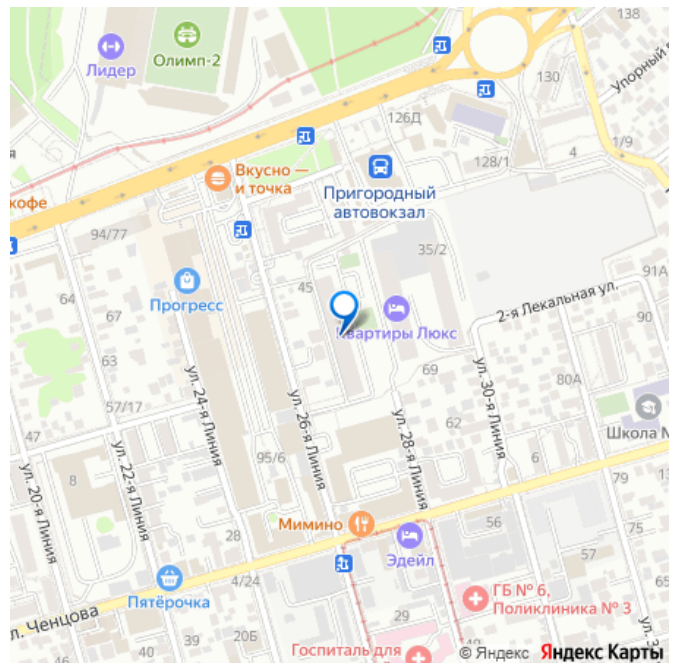 138
Лидер
Олимп-2
130
Упорный
126Д
1/9
128/1
4
Вкусно —
и точка
Пригородный
автовокзал
кофе
94/77
35/2
91А
45
Прогресс
64
2-я Лекальная ул.
67
90
Квартиры Люкс
63
69
80А
57/17
ул. 24-я Линия
ул. 26-я Линия
ул. 28-я Линия
ул. 30-я Линия
47
62
Школа №
ул. 20-я Линия
ул. 22-я Линия
8
95/6
6
79
Мимино
28
56
75
Эдейл
57
4/24
Пятёрочка
ГБ № 6,
Поликлиника № 3
л. Ченцова
29
20Б
65
ул. 3
Госпиталь для
© Яндекс Яндекс Карты